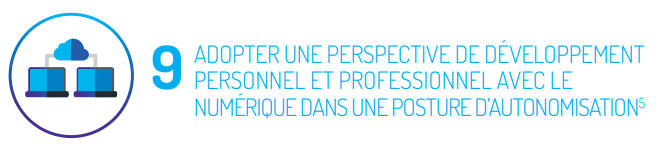 9
ADOPTER UNE PERSPECTIVE DE DÉVELOPPEMENT
PERSONNEL ET PROFESSIONNEL AVEC LE
NUMÉRIQUE DANS UNE POSTURE D'AUTONOMISATION⁵